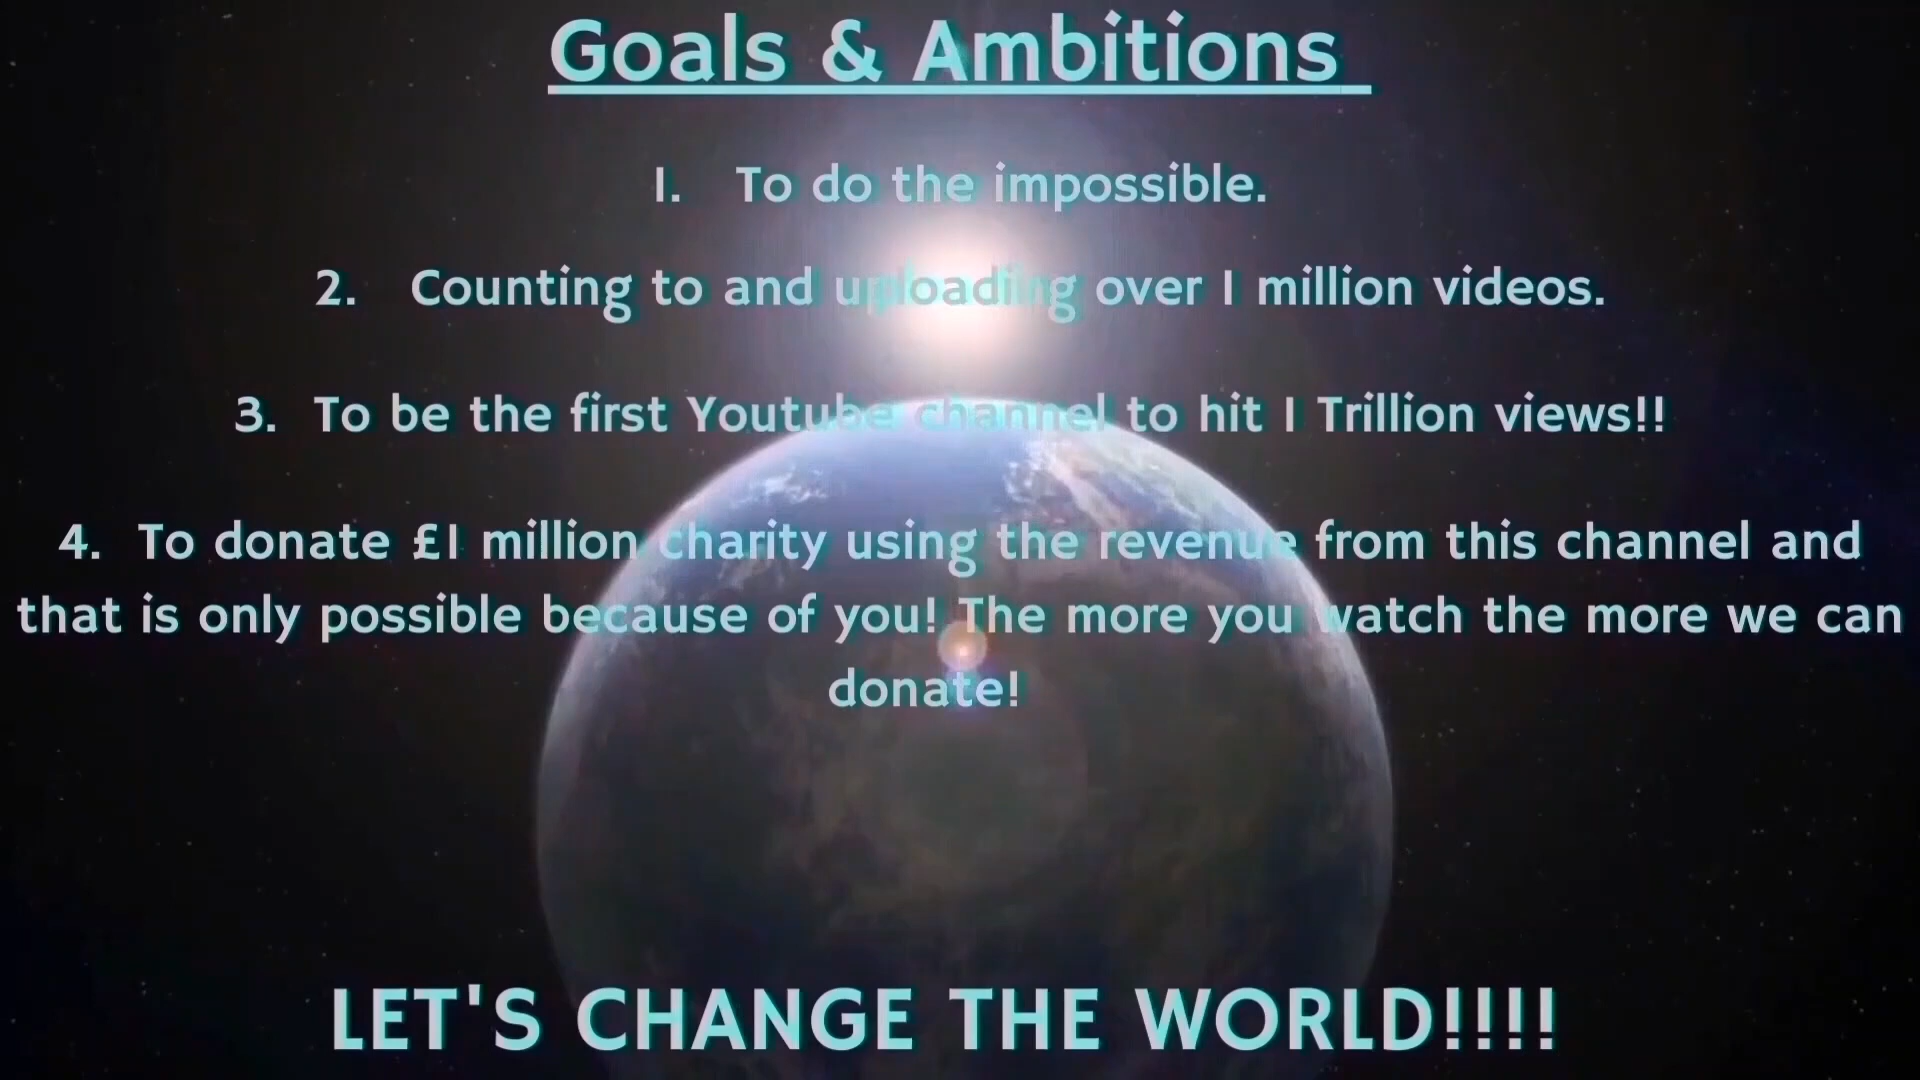 Goals & Ambitions
1. To do the impossible.
2. Counting to and uploading over 1 million videos.
3. To be the first Youtube channel to hit 1 Trillion views!!
4. To donate £1 million charity using the revenue from this channel and
that is only possible because of you! The more you watch the more we can
donate!
LET'S CHANGE THE WORLD!!!!